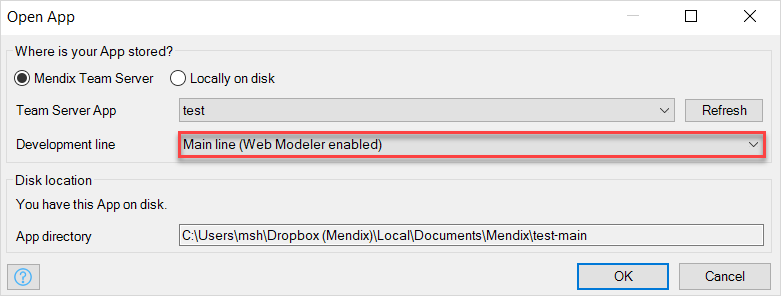 Open App
Where is your App stored?
Mendix Team Server Locally on disk
Team Server App test Refresh
Development line Main line (Web Modeler enabled)
Disk location
You have this App on disk.
App directory C:\Users\msh\Dropbox (Mendix)\Local\Documents\Mendix\test-main
? OK Cancel